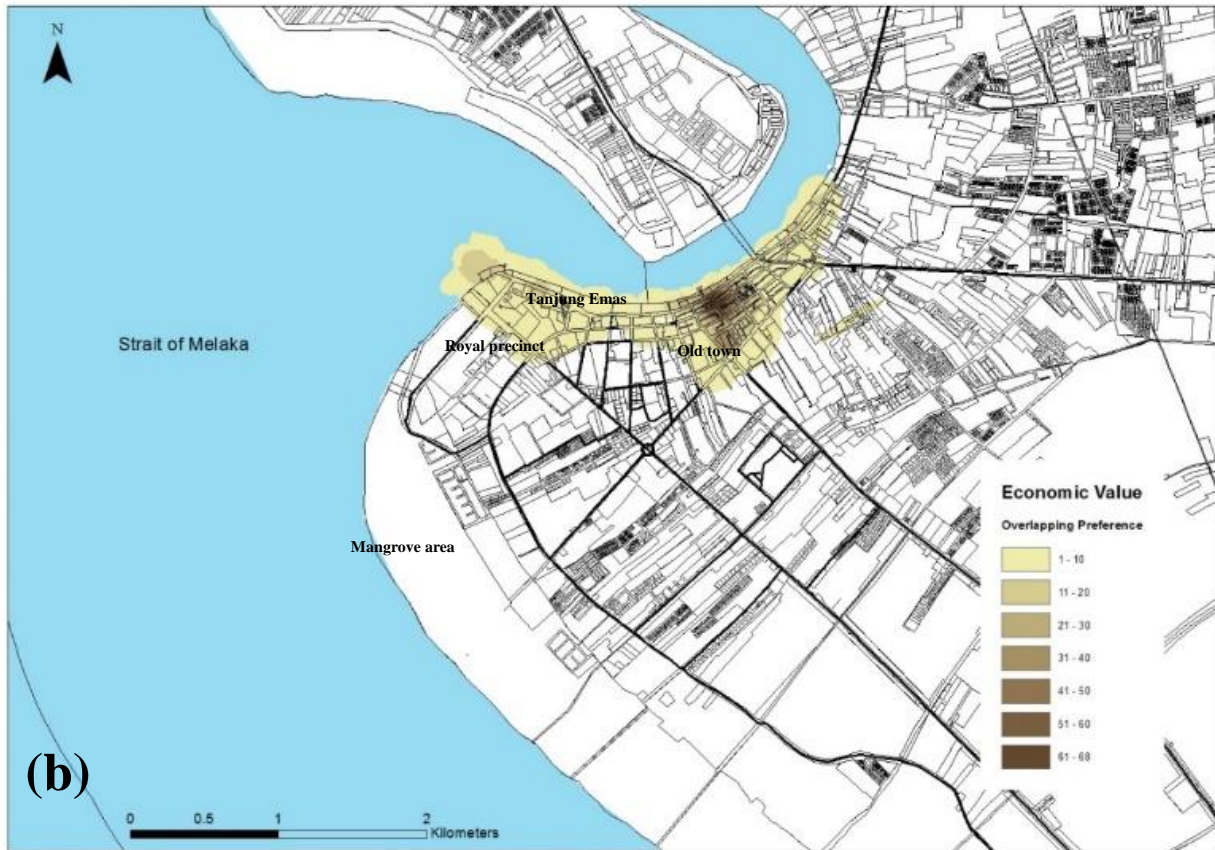 N
Tanjung Emas
Strait of Melaka
Royal precinct
Old town
Mangrove area
Economic Value
Overlapping Preference
1 - 10
11 - 20
21 - 30
31 - 40
41 - 50
51 - 60
61 - 68
(b)
0 0.5 1 2
Kilometers